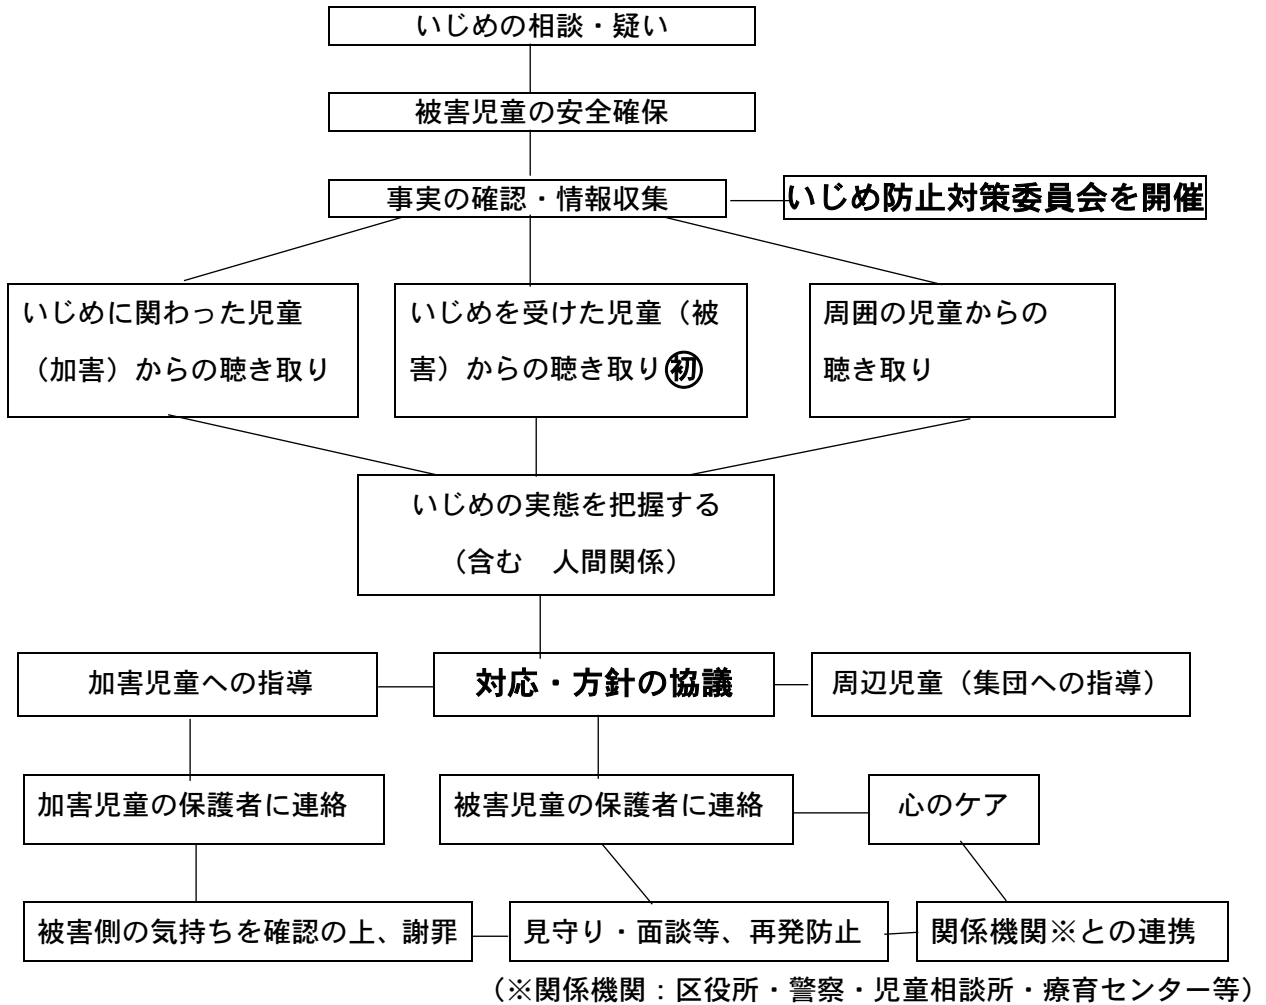 いじめの相談・疑い
被害児童の安全確保
事実の確認・情報収集
いじめ防止対策委員会を開催
いじめに関わった児童
（加害）からの聴き取り
いじめを受けた児童（被
害）からの聴き取り㊞初
周囲の児童からの
聴き取り
いじめの実態を把握する
（含む　人間関係）
加害児童への指導
対応・方針の協議
周辺児童（集団への指導）
加害児童の保護者に連絡
被害児童の保護者に連絡
心のケア
被害側の気持ちを確認の上、謝罪
見守り・面談等、再発防止
関係機関※との連携
（※関係機関：区役所・警察・児童相談所・療育センター等）